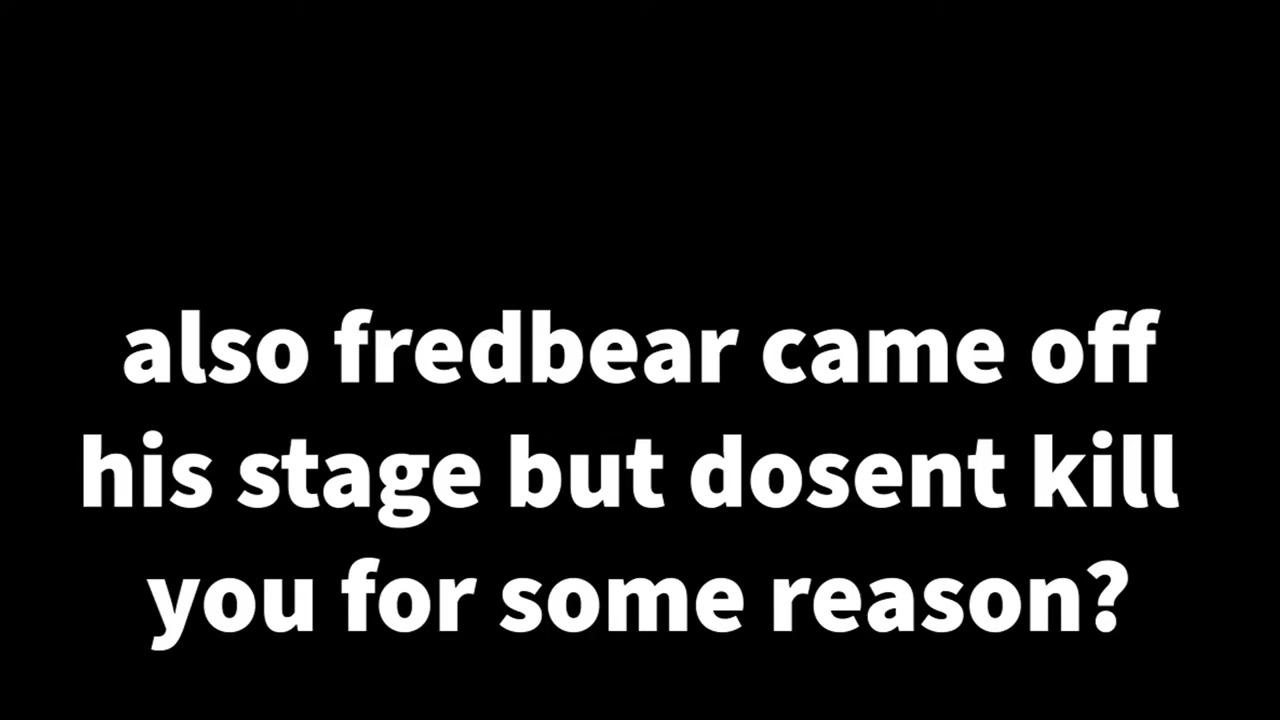 also fredbear came off
his stage but dosent kill
you for some reason?